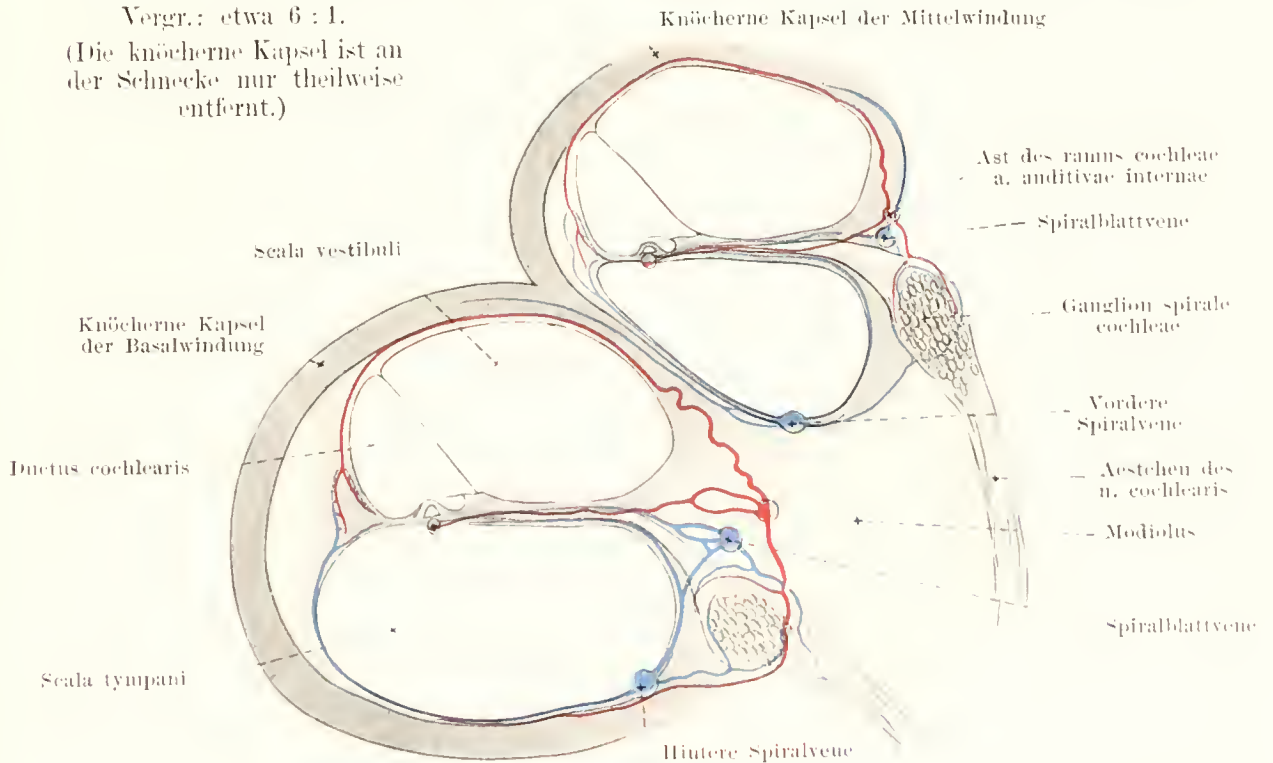 Vergr.: etwa 6 : 1.
(Die knöcherne Kapsel ist an
der Schnecke nur theilweise
entfernt.)
Knöcherne Kapsel der Mittelwindung
Ast des ramus cochleae
a. auditivae internae
Spiralblattvene
Scala vestibuli
Ganglion spirale
cochleae
Knöcherne Kapsel
der Basalwindung
Vordere
Spiralvene
Ductus cochlearis
Aestchen des
n. cochlearis
Modiolus
Spiralblattvene
Scala tympani
Hintere Spiralvene